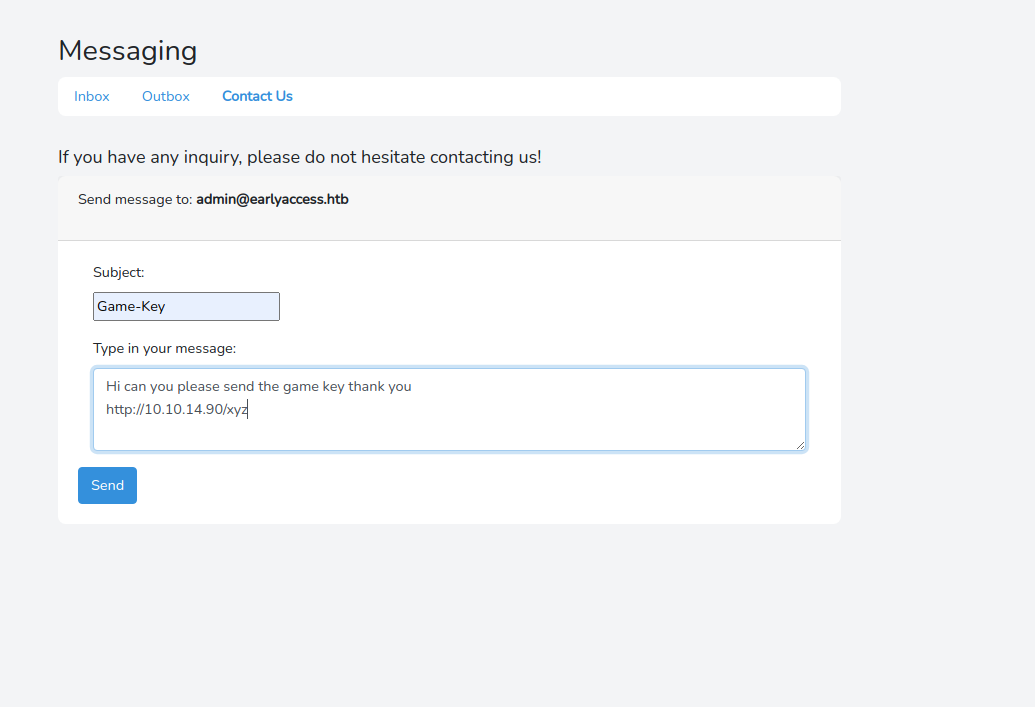 Messaging
Inbox Outbox Contact Us
If you have any inquiry, please do not hesitate contacting us!
Send message to: admin@earlyaccess.htb
Subject:
Game-Key
Type in your message:
Hi can you please send the game key thank you
http://10.10.14.90/xyz
Send